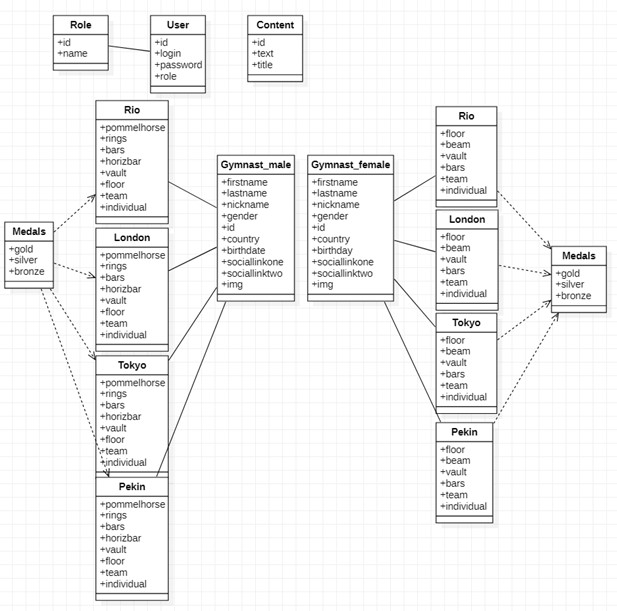 Role
+id
+name
User
+id
+login
+password
+role
Content
+id
+text
+title
Rio
+pommelhorse
+rings
+bars
+horizbar
+vault
+floor
+team
+individual
Gymnast_male
+firstname
+lastname
+nickname
+gender
+id
+country
+birthdate
+sociallinkone
+sociallinktwo
+img
Gymnast_female
+firstname
+lastname
+nickname
+gender
+id
+country
+birthday
+sociallinkone
+sociallinktwo
+img
Rio
+floor
+beam
+vault
+bars
+team
+individual
Medals
+gold
+silver
+bronze
London
+pommelhorse
+rings
+bars
+horizbar
+vault
+floor
+team
+individual
London
+floor
+beam
+vault
+bars
+team
+individual
Medals
+gold
+silver
+bronze
Tokyo
+pommelhorse
+rings
+bars
+horizbar
+vault
+floor
+team
+individual
Tokyo
+floor
+beam
+vault
+bars
+team
+individual
Pekin
+pommelhorse
+rings
+bars
+horizbar
+vault
+floor
+team
+individual
Pekin
+floor
+beam
+vault
+bars
+team
+individual